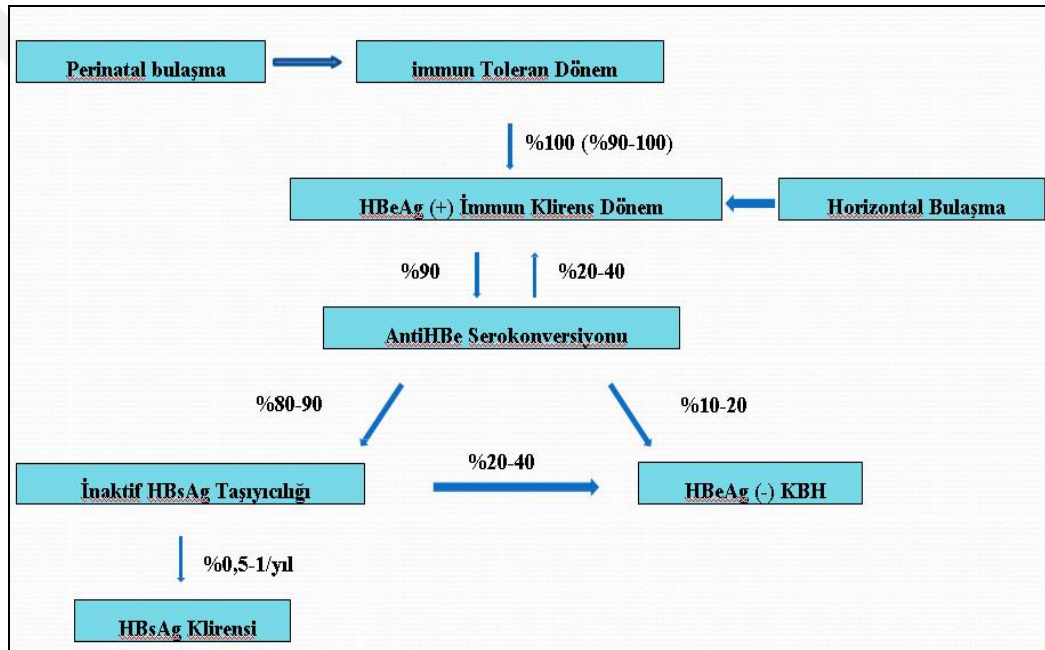 Perinatal bulaşma
immun Toleran Dönem
%100 (%90-100)
HBeAg (+) İmmun Klirens Dönem
Horizontal Bulaşma
%90
%20-40
AntiHBe Serokonversiyonu
%80-90
%10-20
%20-40
İnaktif HBsAg Taşıyıcılığı
HBeAg (-) KBH
%0,5-1/yıl
HBsAg Klirensi